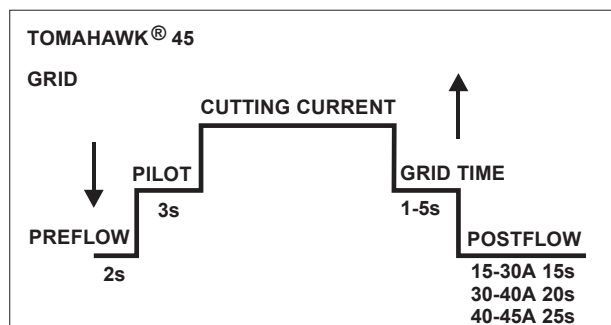 TOMAHAWK® 45
GRID
CUTTING CURRENT
PILOT
GRID TIME
3s
1-5s
PREFLOW
POSTFLOW
2s
15-30A 15s
30-40A 20s
40-45A 25s